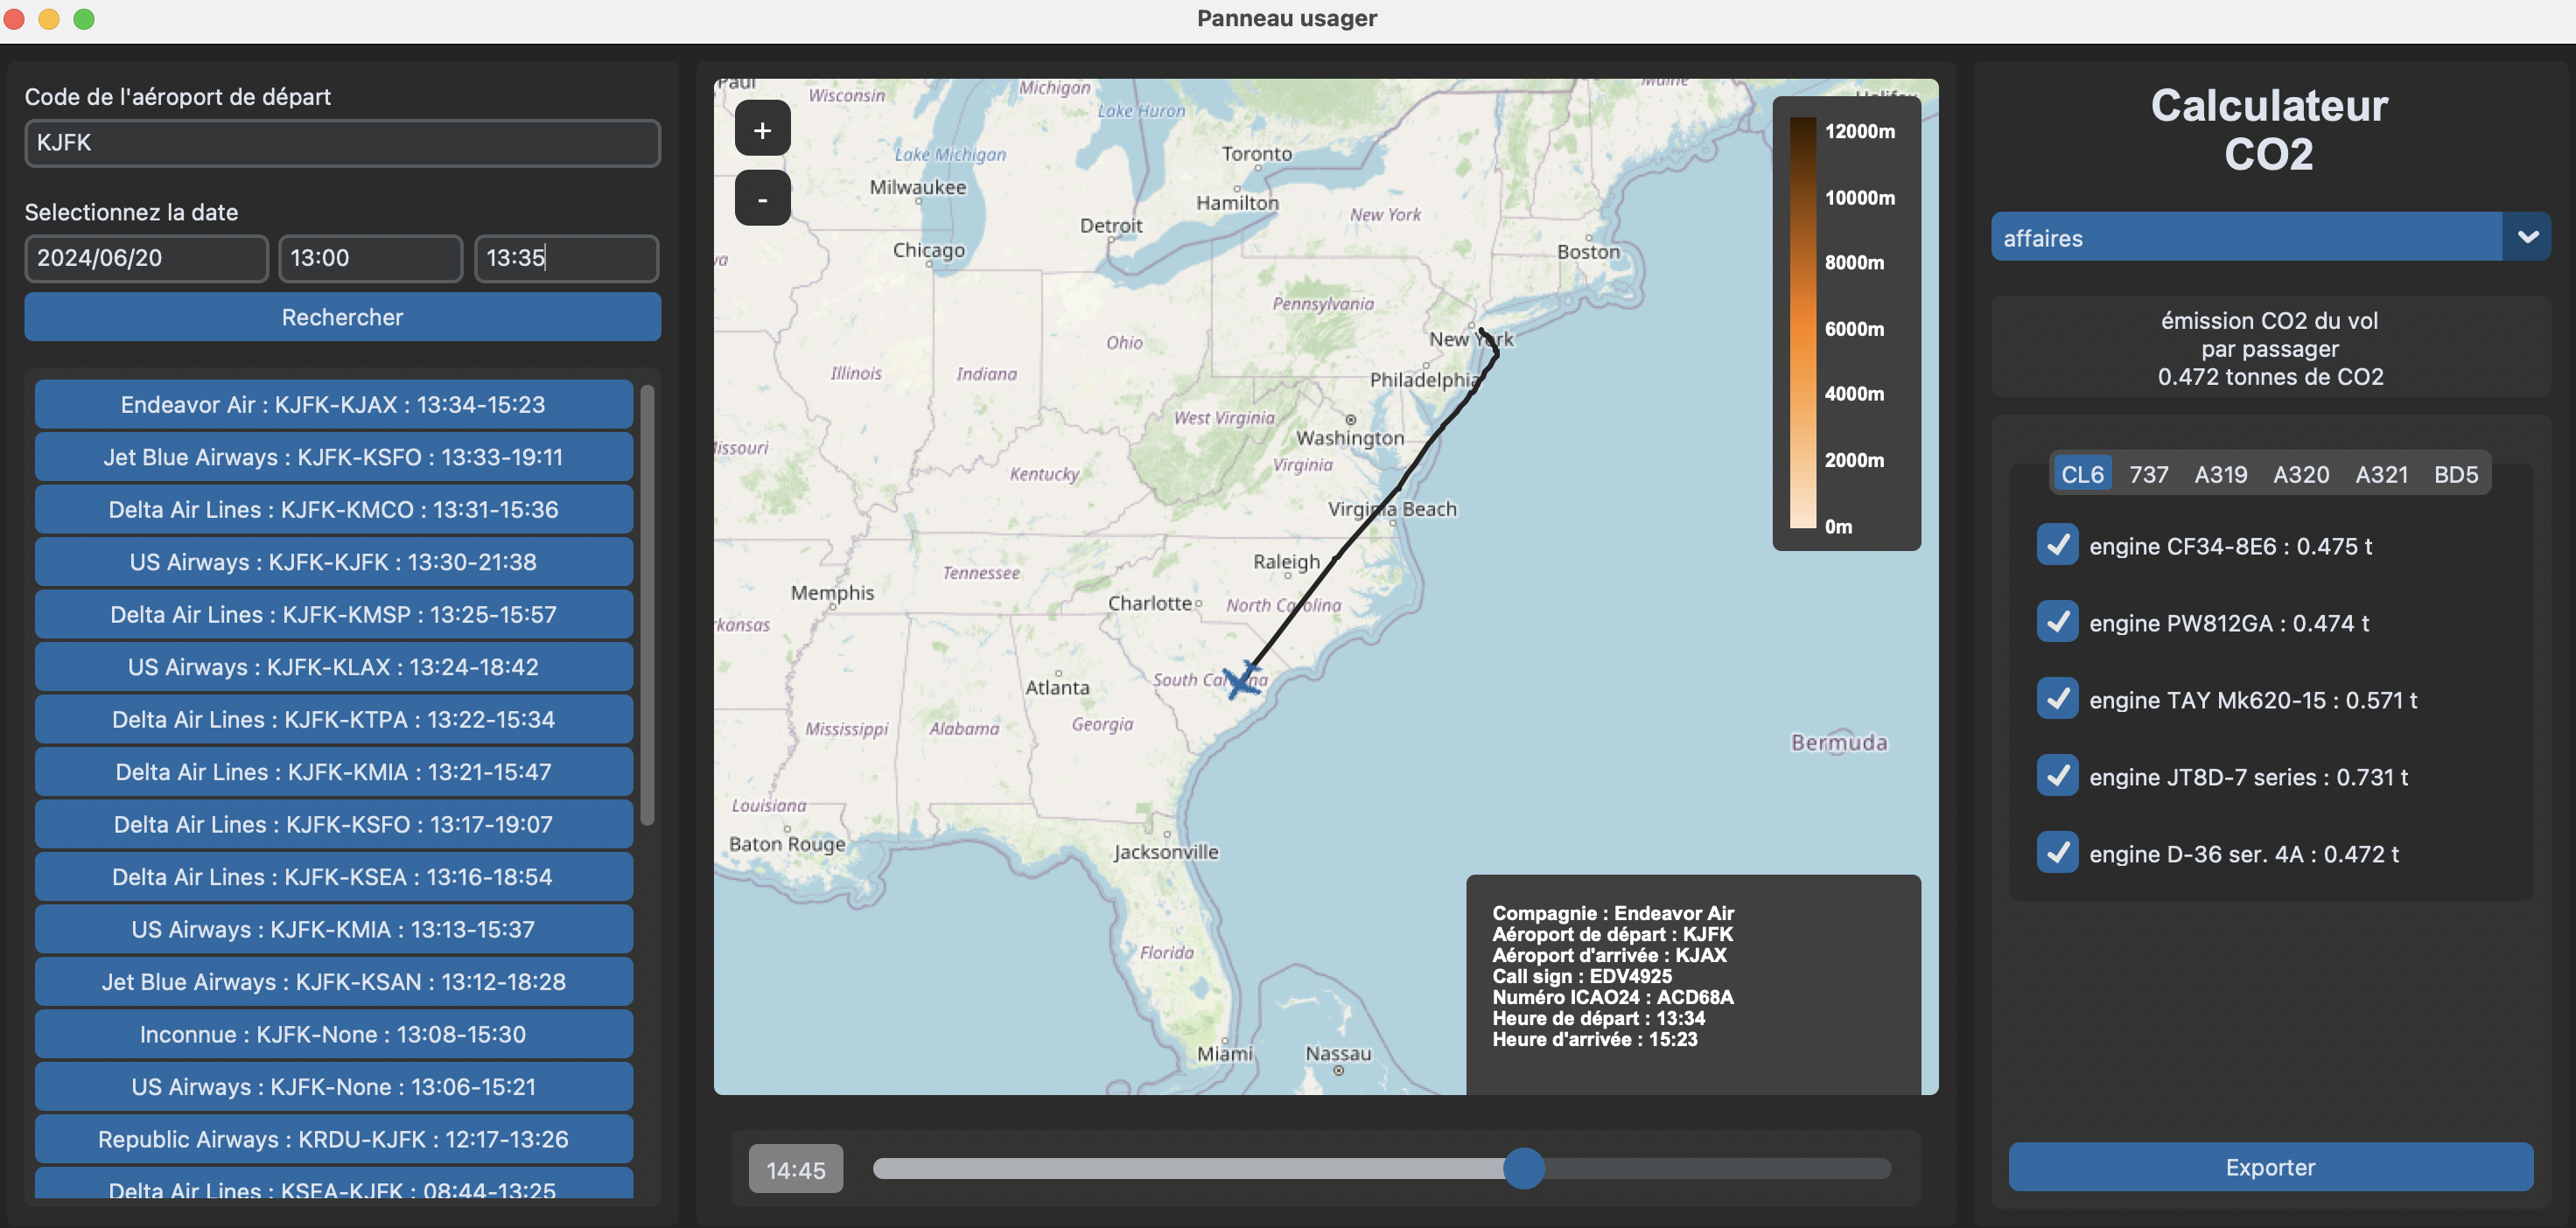 Panneau usager
Code de l'aéroport de départ
KJFK
Selectionnez la date
2024/06/20
13:00
13:35
Rechercher
Endeavor Air : KJFK-KJAX : 13:34-15:23
Jet Blue Airways : KJFK-KSFO : 13:33-19:11
Delta Air Lines : KJFK-KMCO : 13:31-15:36
US Airways : KJFK-KJFK : 13:30-21:38
Delta Air Lines : KJFK-KMSP : 13:25-15:57
US Airways : KJFK-KLAX : 13:24-18:42
Delta Air Lines : KJFK-KTPA : 13:22-15:34
Delta Air Lines : KJFK-KMIA : 13:21-15:47
Delta Air Lines : KJFK-KSFO : 13:17-19:07
Delta Air Lines : KJFK-KSEA : 13:16-18:54
US Airways : KJFK-KMIA : 13:13-15:37
Jet Blue Airways : KJFK-KSAN : 13:12-18:28
Inconnue : KJFK-None : 13:08-15:30
US Airways : KJFK-None : 13:06-15:21
Republic Airways : KRDU-KJFK : 12:17-13:26
Delta Air Lines : KSEA-KJFK : 08:44-13:25
+
-
Paul
Wisconsin
Michigan
Lake Huron
Maine
Halifax
Lake Michigan
Toronto
Milwaukee
Hamilton
New York
Detroit
Chicago
Boston
va
Pennsylvania
New York
Ohio
Illinois
Indiana
Philadelphia
West Virginia
Washington
issouri
Virginia
Kentucky
Virginia Beach
Raleigh
Tennessee
Memphis
Charlotte
North Carolina
rkansas
South Carolina
Atlanta
Georgia
Mississippi
Alabama
Bermuda
Louisiana
Baton Rouge
Jacksonville
Florida
Miami
Nassau
12000m
10000m
8000m
6000m
4000m
2000m
0m
Compagnie : Endeavor Air
Aéroport de départ : KJFK
Aéroport d'arrivée : KJAX
Call sign : EDV4925
Numéro ICAO24 : ACD68A
Heure de départ : 13:34
Heure d'arrivée : 15:23
14:45
Calculateur
CO2
affaires
émission CO2 du vol
par passager
0.472 tonnes de CO2
CL6 737 A319 A320 A321 BD5
engine CF34-8E6 : 0.475 t
engine PW812GA : 0.474 t
engine TAY Mk620-15 : 0.571 t
engine JT8D-7 series : 0.731 t
engine D-36 ser. 4A : 0.472 t
Exporter